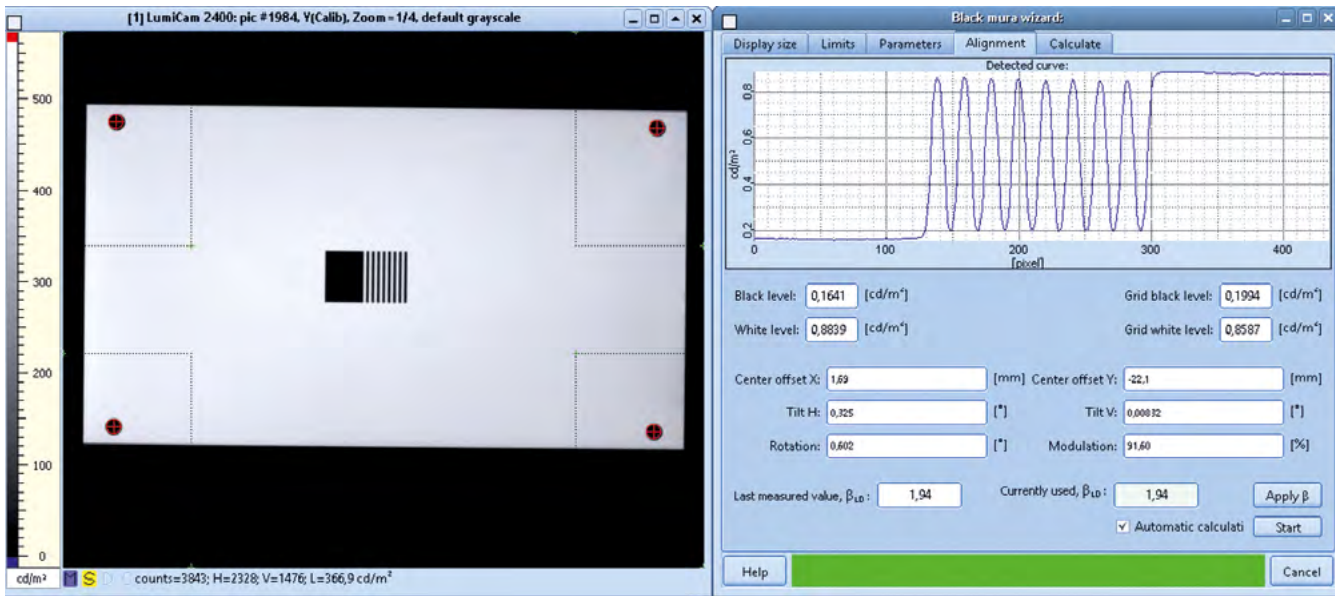 [1] LumiCam 2400: pic #1984, Y(Calib), Zoom=1/4, default grayscale
500
400
300
200
100
0
cd/m²
M S
counts=3843; H=2328; V=1476; L=366,9 cd/m²
Black mura wizard:
Display size Limits Parameters Alignment Calculate
Detected curve:
cd/m²
0,8
0,6
0,4
0,2
0 100 200 300 400
[pixel]
Black level: 0,1641 [cd/m²] Grid black level: 0,1994 [cd/m²]
White level: 0,8839 [cd/m²] Grid white level: 0,8587 [cd/m²]
Center offset X: 1,69 [mm] Center offset Y: -22,1 [mm]
Tilt H: 0,325 [°] Tilt V: 0,00832 [°]
Rotation: 0,602 [°] Modulation: 91,60 [%]
Last measured value, βLD: 1,94 Currently used, βLD: 1,94 Apply β
Automatic calculati Start
Help Cancel